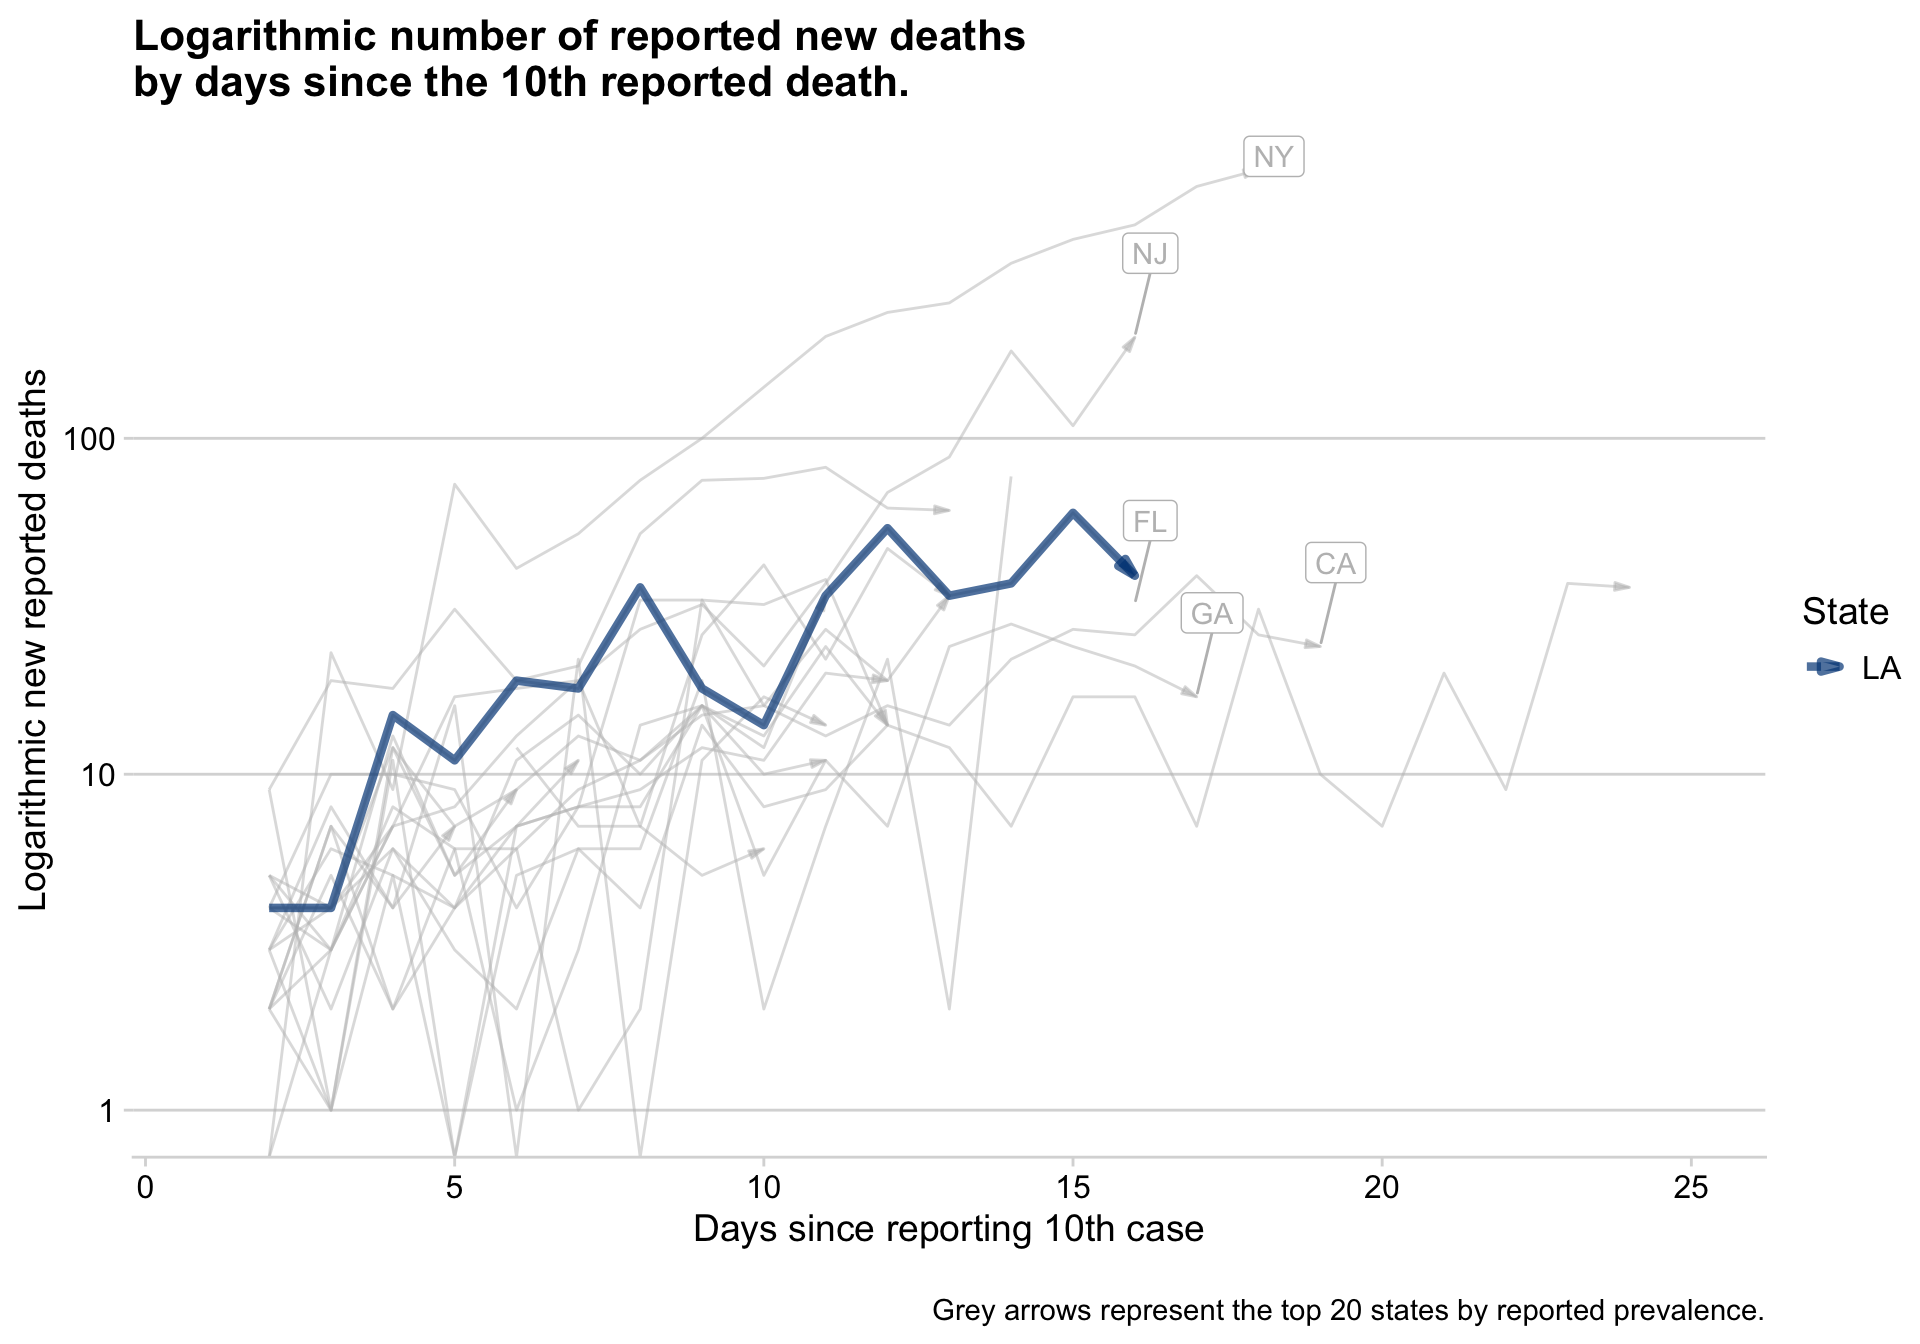 Logarithmic number of reported new deaths
by days since the 10th reported death.
NY
NJ
FL
CA
GA
Logarithmic new reported deaths
100
10
1
0 5 10 15 20 25
Days since reporting 10th case
State
LA
Grey arrows represent the top 20 states by reported prevalence.